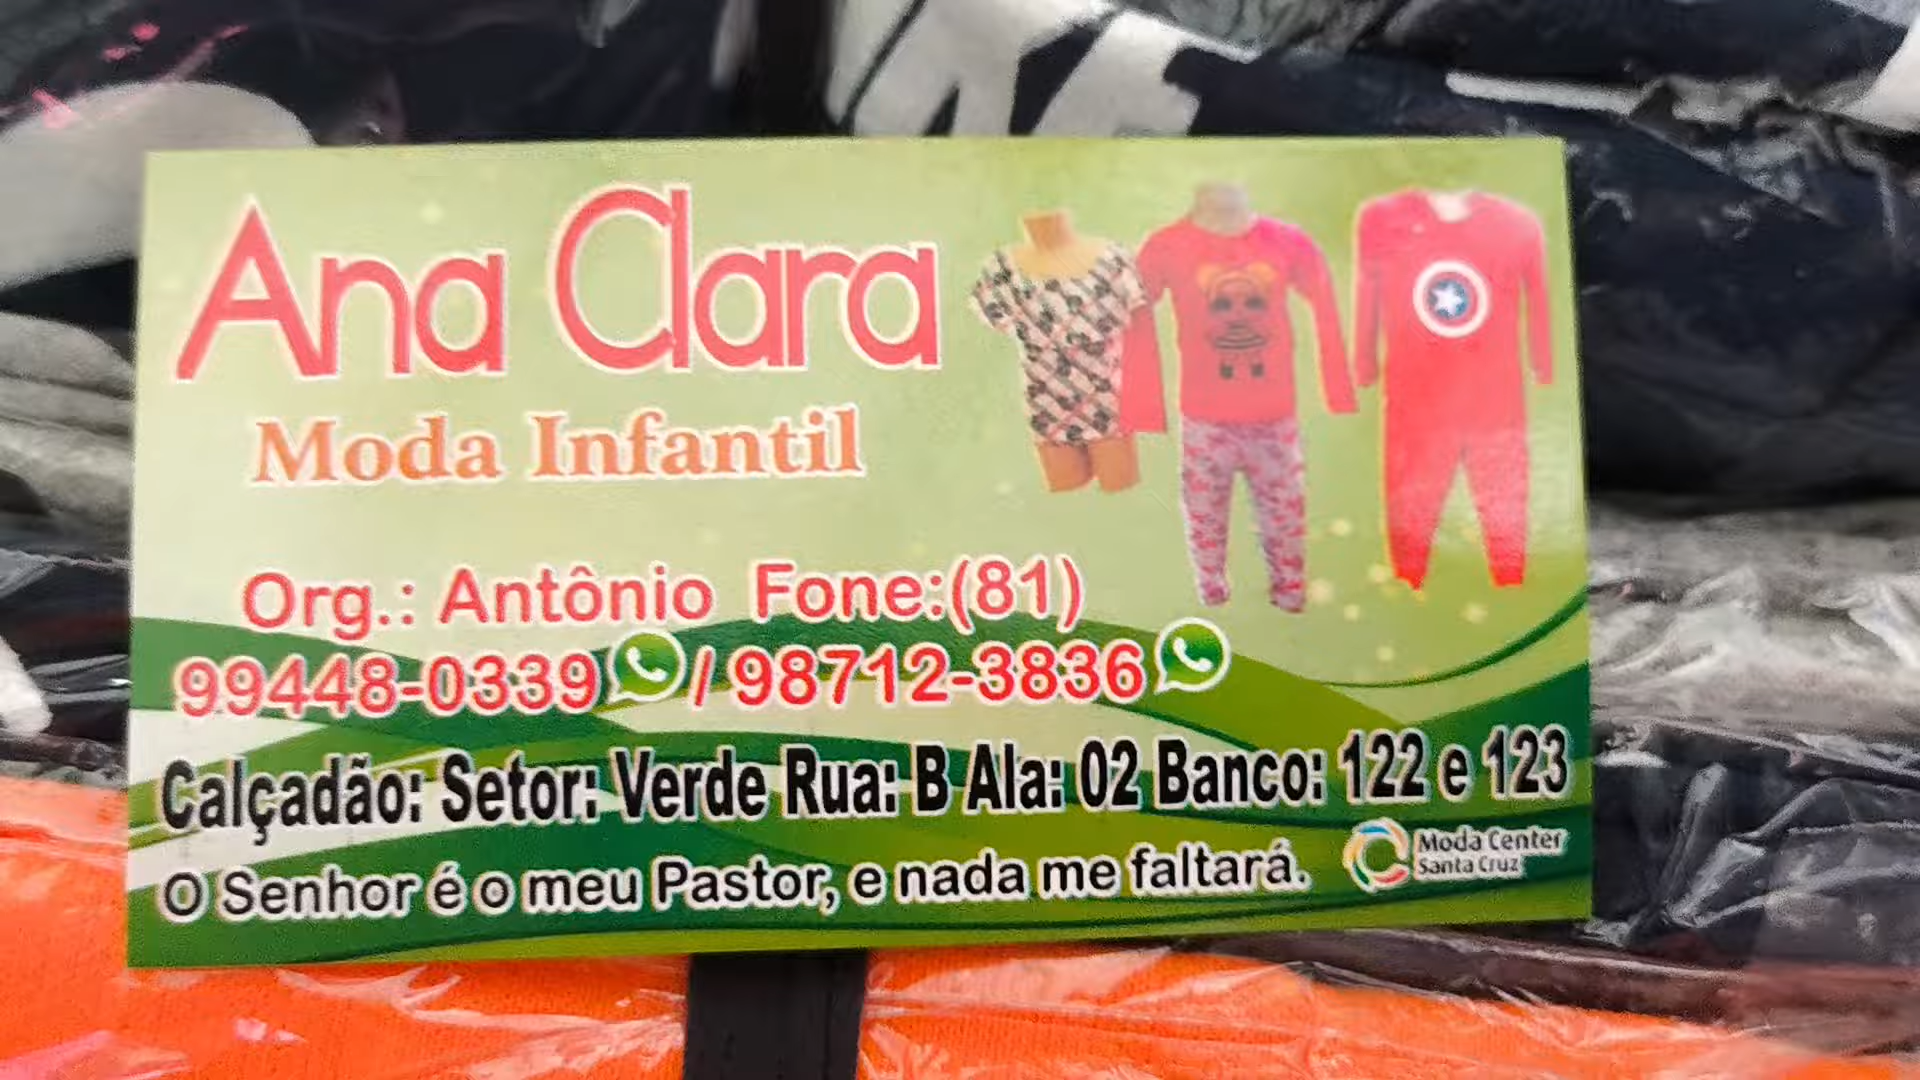 Ana Clara
Moda Infantil
Org.: Antônio Fone:(81)
99448-0339 / 98712-3836
Calçadão: Setor: Verde Rua: B Ala: 02 Banco: 122 e 123
O Senhor é o meu Pastor, e nada me faltará.
Moda Center
Santa Cruz